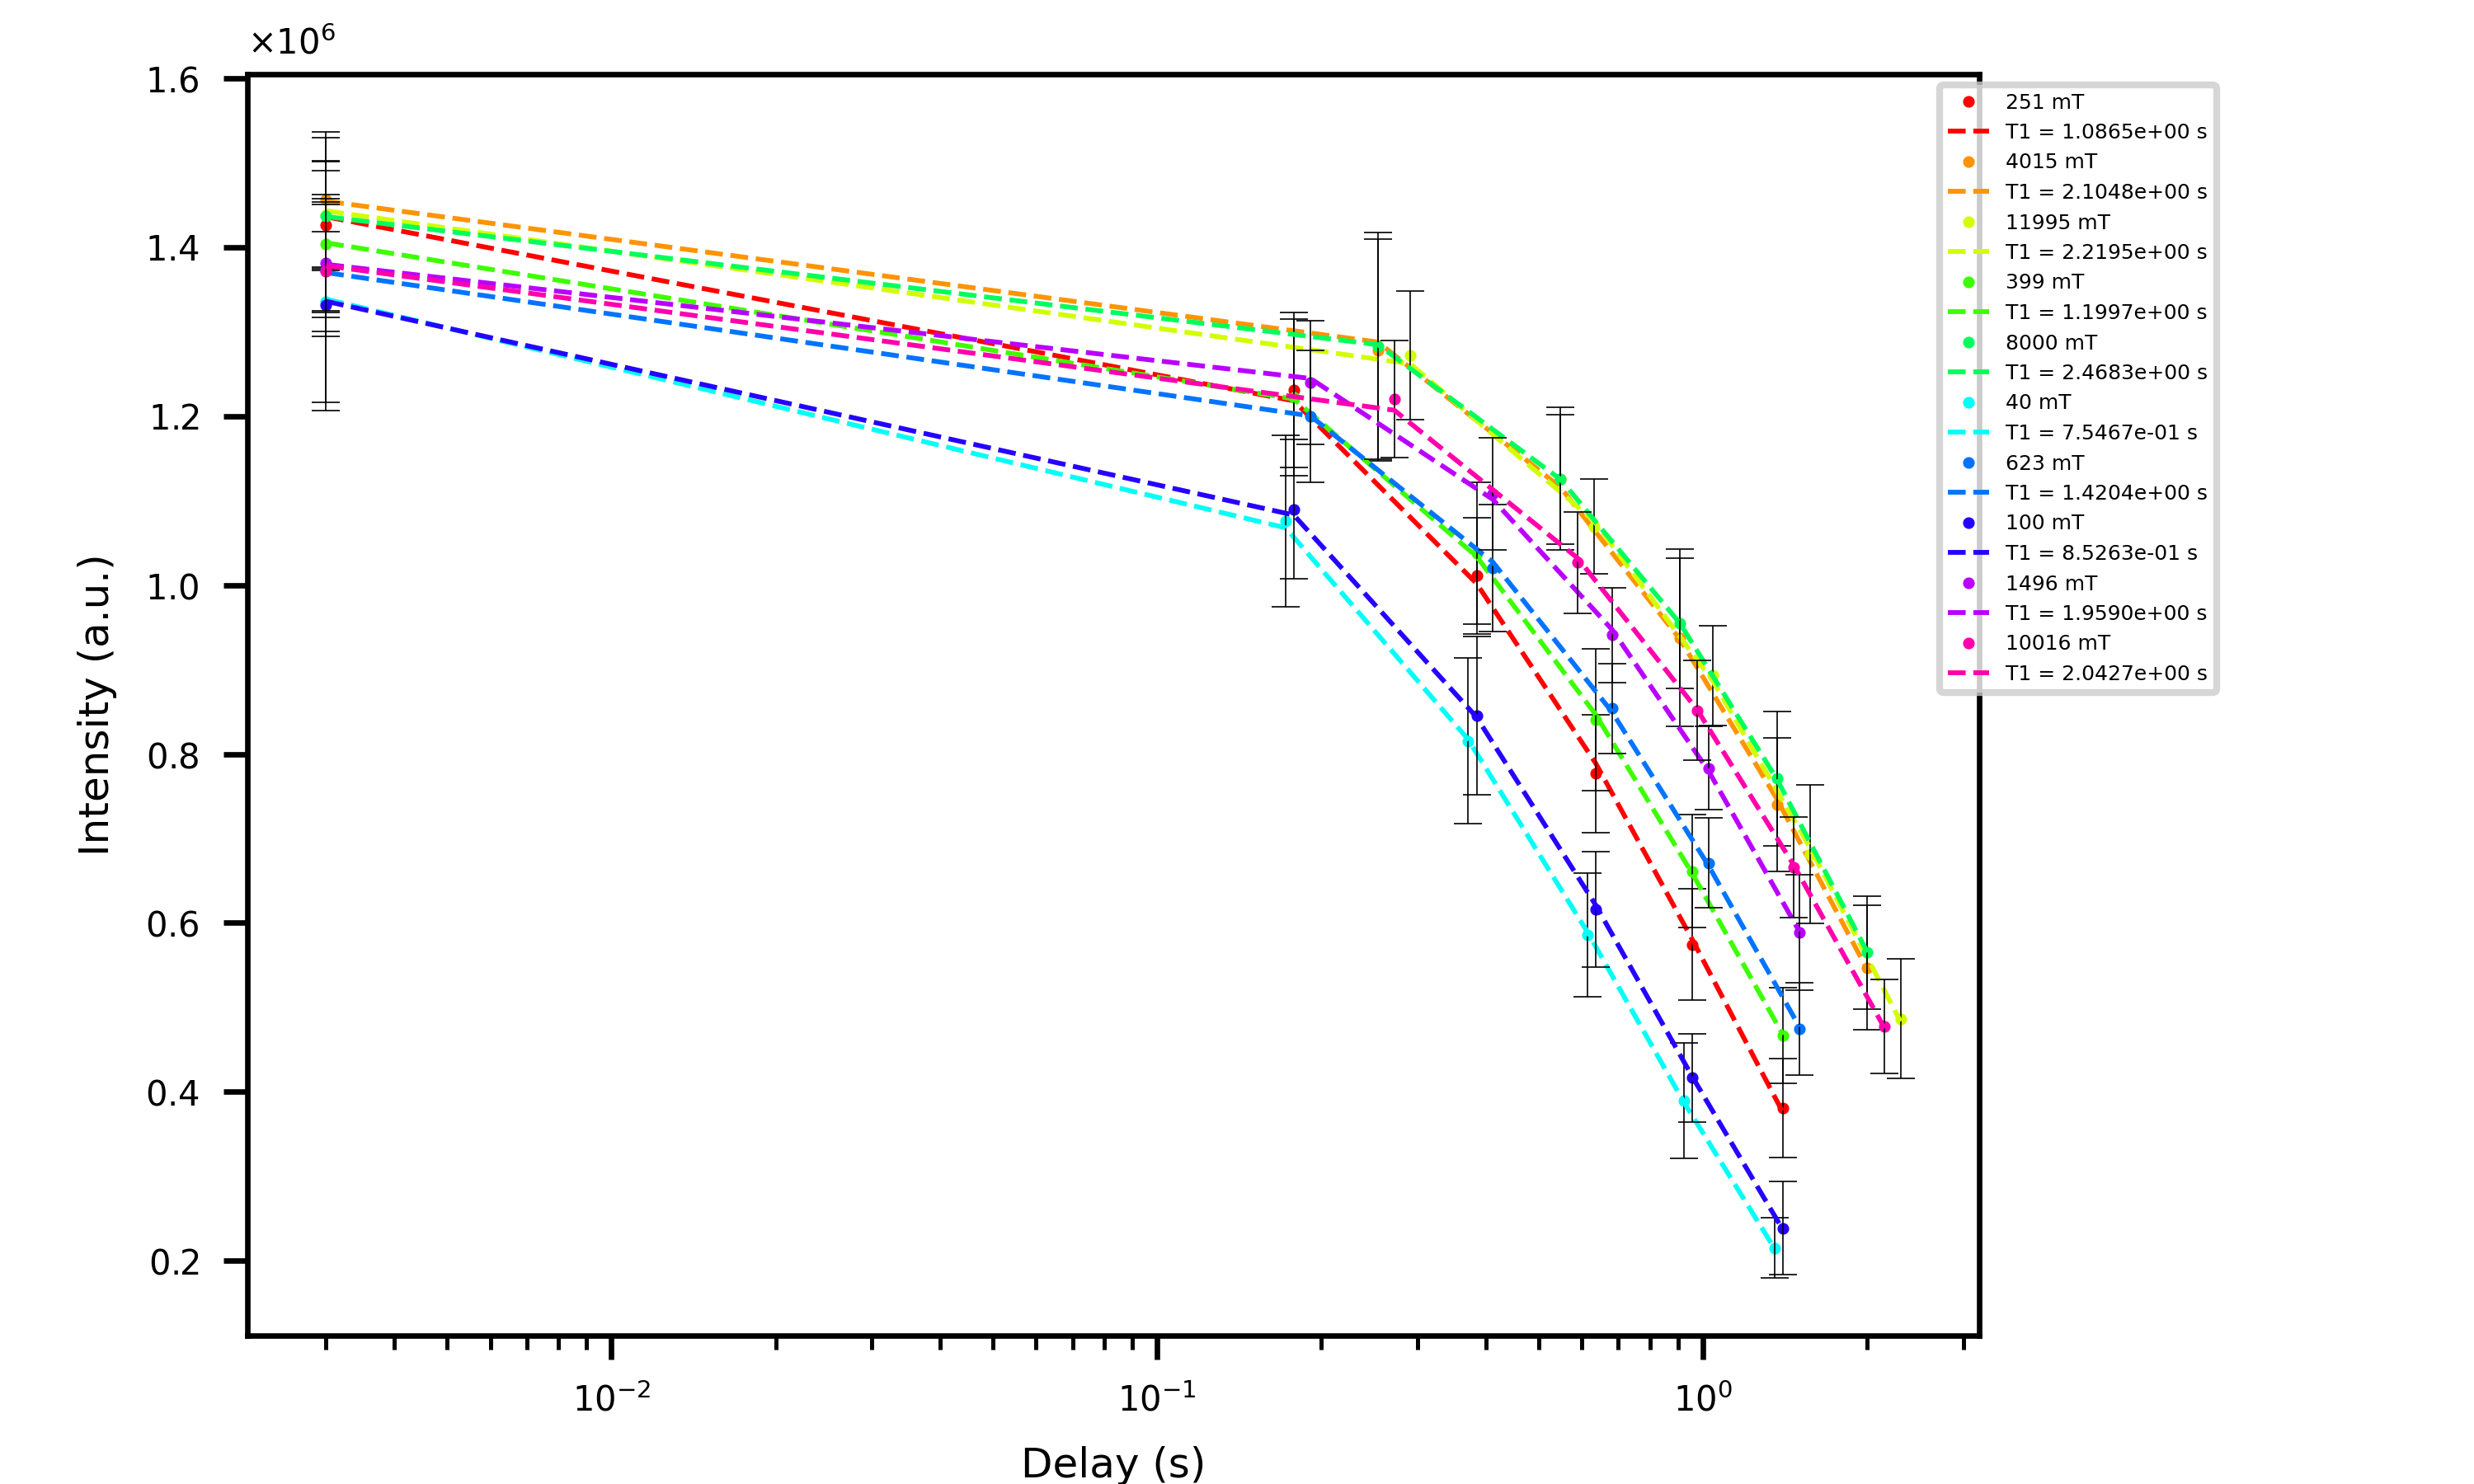 ×10⁶
1.6
1.4
1.2
1.0
0.8
0.6
0.4
0.2
Intensity (a.u.)
10⁻²
10⁻¹
10⁰
Delay (s)
251 mT
T1 = 1.0865e+00 s
4015 mT
T1 = 2.1048e+00 s
11995 mT
T1 = 2.2195e+00 s
399 mT
T1 = 1.1997e+00 s
8000 mT
T1 = 2.4683e+00 s
40 mT
T1 = 7.5467e-01 s
623 mT
T1 = 1.4204e+00 s
100 mT
T1 = 8.5263e-01 s
1496 mT
T1 = 1.9590e+00 s
10016 mT
T1 = 2.0427e+00 s